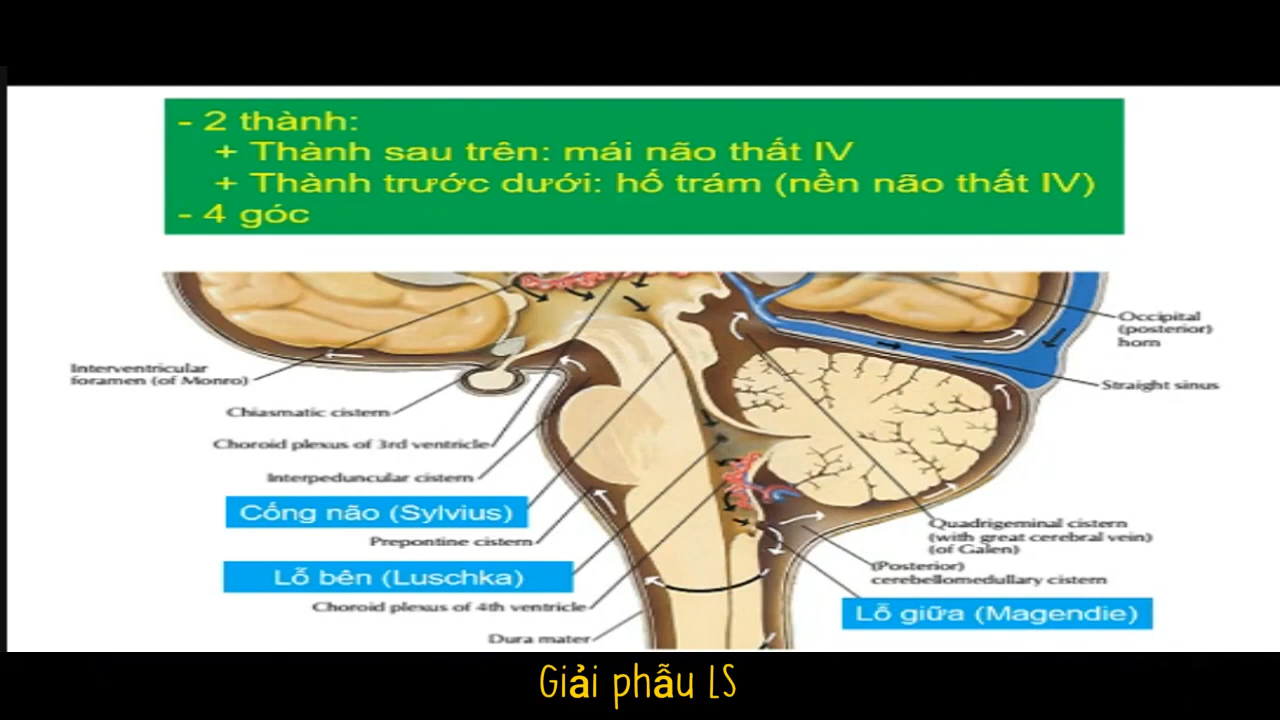 - 2 thành:
+ Thành sau trên: mái não thất IV
+ Thành trước dưới: hố trám (nền não thất IV)
- 4 góc
Occipital
(posterior)
horn
Interventricular
foramen (of Monro)
Straight sinus
Chiasmatic cistern
Choroid plexus of 3rd ventricle
Interpeduncular cistern
Cống não (Sylvius)
Prepontine cistern
Quadrigeminal cistern
(with great cerebral vein)
(of Galen)
Lỗ bên (Luschka)
(Posterior)
cerebellomedullary cistern
Choroid plexus of 4th ventricle
Lỗ giữa (Magendie)
Dura mater
Giải phẫu LS